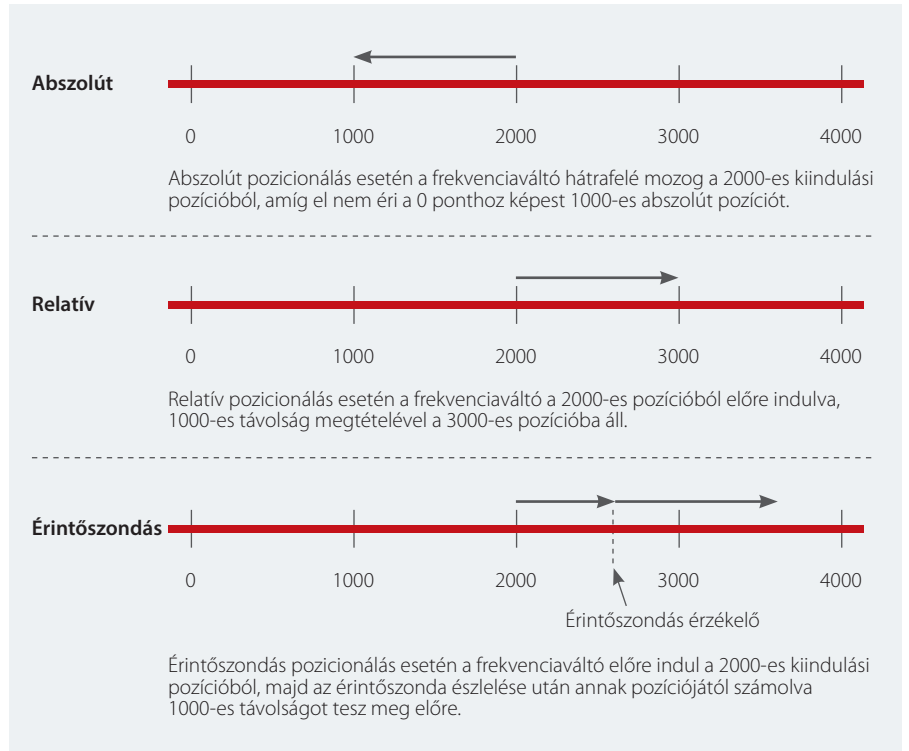 Abszolút
0 1000 2000 3000 4000
Abszolút pozicionálás esetén a frekvenciaváltó hátrafelé mozog a 2000-es kiindulási
pozícióból, amíg el nem éri a 0 ponthoz képest 1000-es abszolút pozíciót.
Relatív
0 1000 2000 3000 4000
Relatív pozicionálás esetén a frekvenciaváltó a 2000-es pozícióból előre indulva,
1000-es távolság megtételével a 3000-es pozícióba áll.
Érintőszondás
0 1000 2000 3000 4000
Érintőszondás érzékelő
Érintőszondás pozicionálás esetén a frekvenciaváltó előre indul a 2000-es kiindulási
pozícióból, majd az érintőszonda észlelése után annak pozíciójától számolva
1000-es távolságot tesz meg előre.